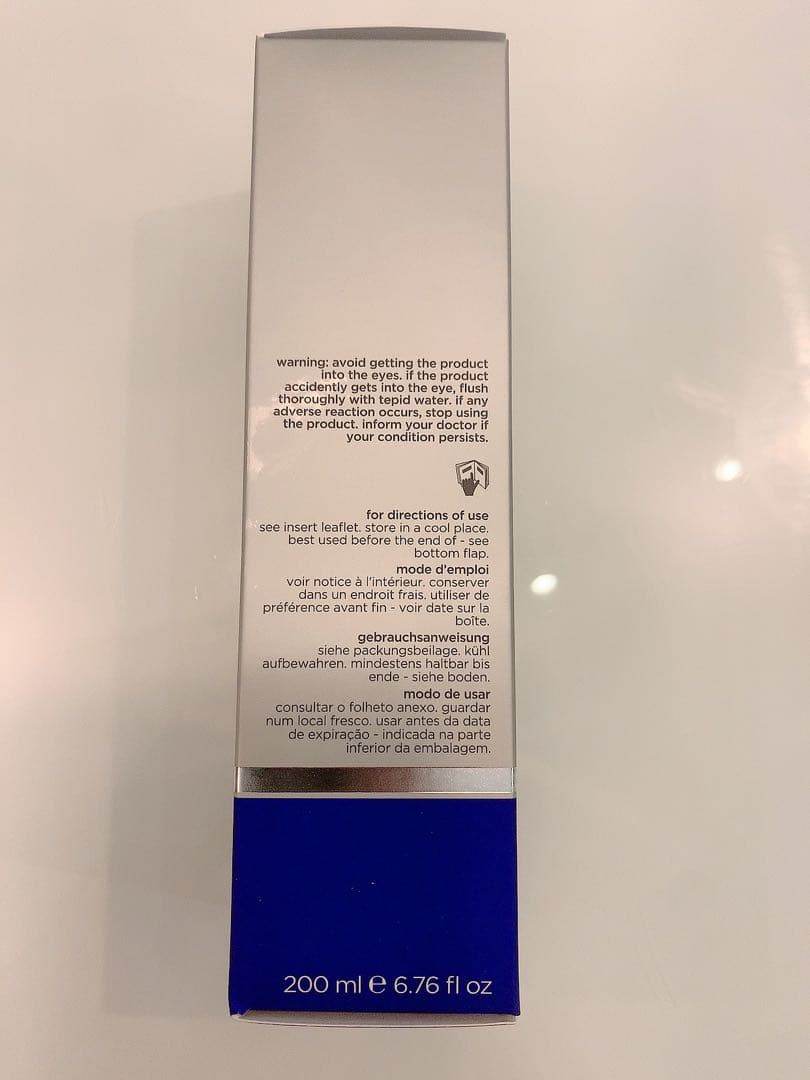 warning: avoid getting the product
into the eyes. if the product
accidently gets into the eye, flush
thoroughly with tepid water. if any
adverse reaction occurs, stop using
the product. inform your doctor if
your condition persists.
for directions of use
see insert leaflet. store in a cool place.
best used before the end of - see
bottom flap.
mode d'emploi
voir notice à l'intérieur. conserver
dans un endroit frais. utiliser de
préférence avant fin - voir date sur la
boîte.
gebrauchsanweisung
siehe packungsbeilage. kühl
aufbewahren. mindestens haltbar bis
ende - siehe boden.
modo de usar
consultar o folheto anexo. guardar
num local fresco. usar antes da data
de expiração - indicada na parte
inferior da embalagem.
200 ml ℮ 6.76 fl oz